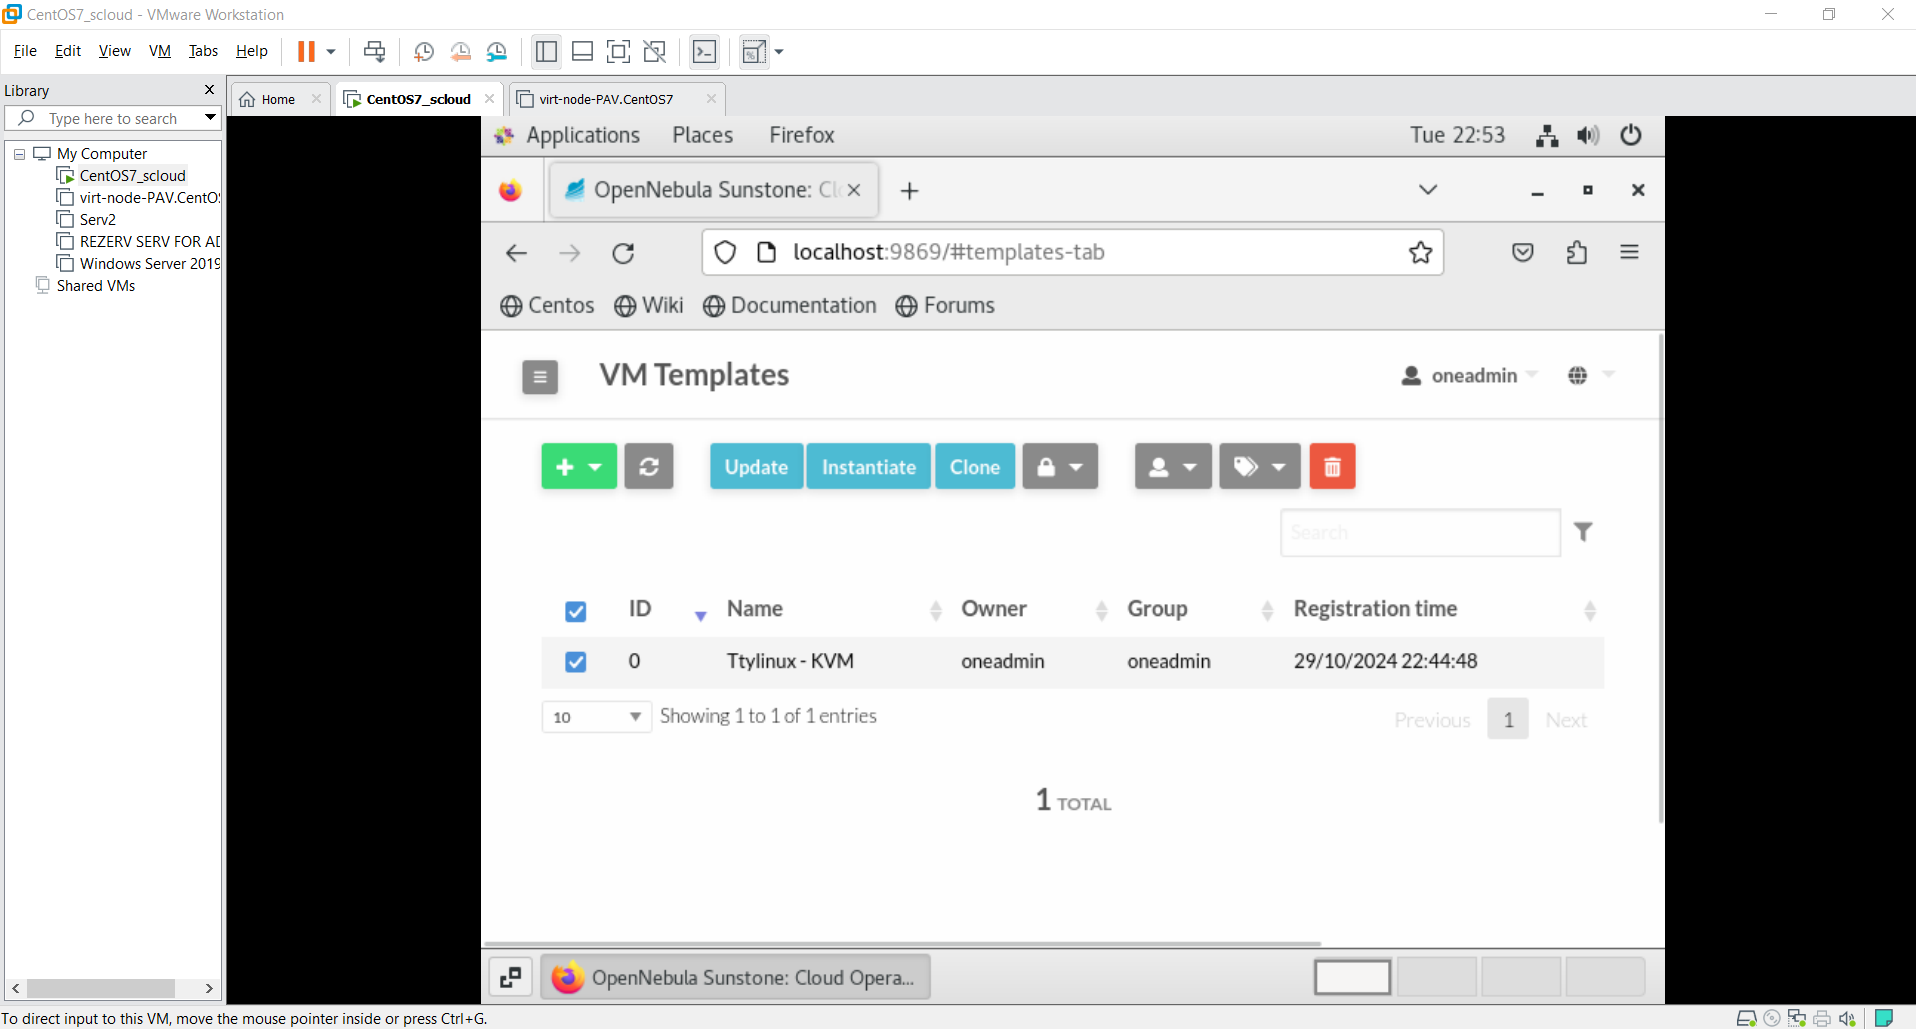 CentOS7_scloud - VMware Workstation
File Edit View VM Tabs Help
Library
Type here to search
My Computer
CentOS7_scloud
virt-node-PAV.CentOS
Serv2
REZERV SERV FOR AD
Windows Server 2019
Shared VMs
Home CentOS7_scloud virt-node-PAV.CentOS7
Applications Places Firefox Tue 22:53
OpenNebula Sunstone: Clo
localhost:9869/#templates-tab
Centos Wiki Documentation Forums
VM Templates oneadmin
Update Instantiate Clone
Search
ID Name Owner Group Registration time
0 Ttylinux - KVM oneadmin oneadmin 29/10/2024 22:44:48
10 Showing 1 to 1 of 1 entries Previous 1 Next
1 TOTAL
OpenNebula Sunstone: Cloud Opera...
To direct input to this VM, move the mouse pointer inside or press Ctrl+G.